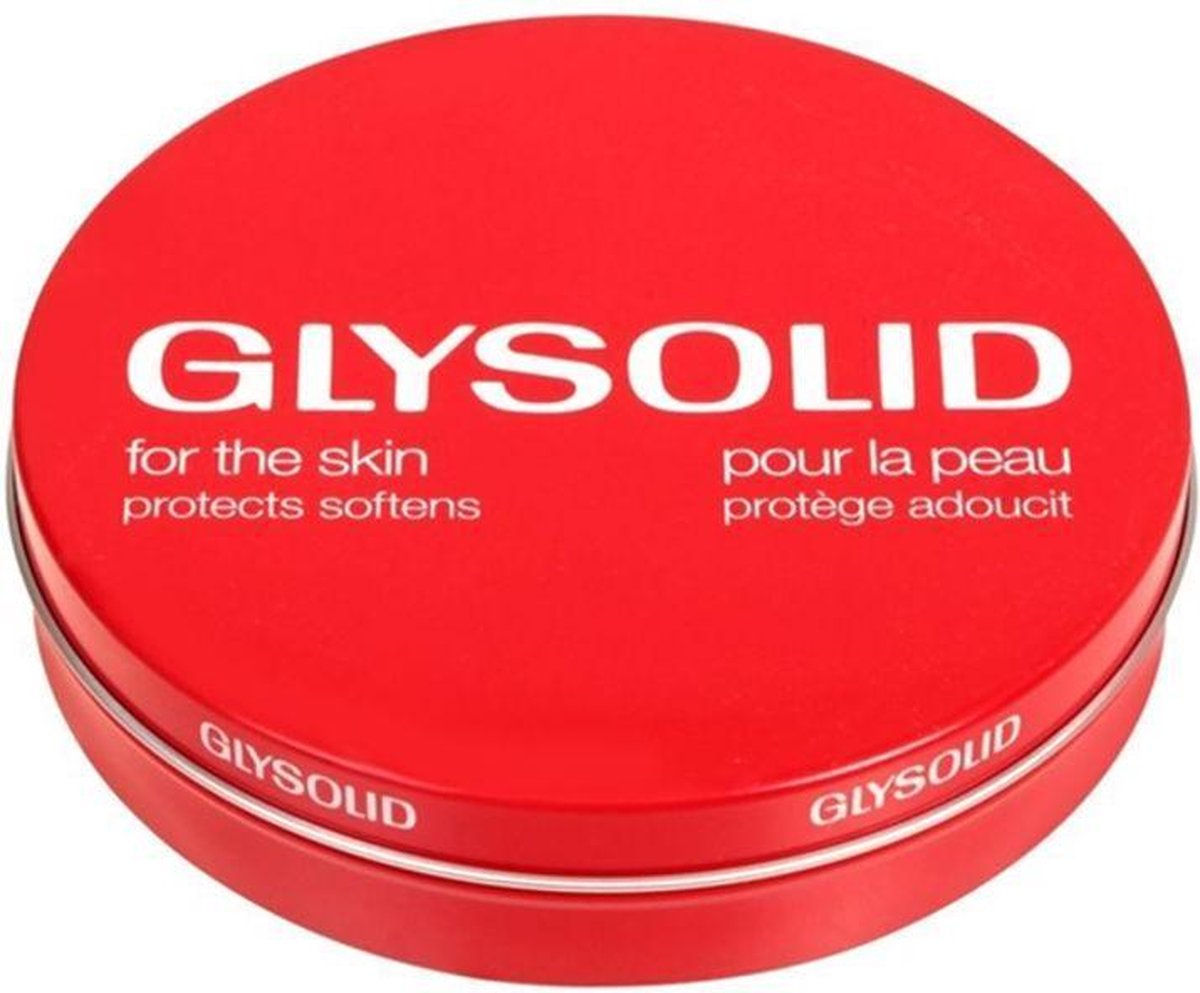 GLYSOLID
for the skin
protects softens
pour la peau
protège adoucit
GLYSOLID
GLYSOLID